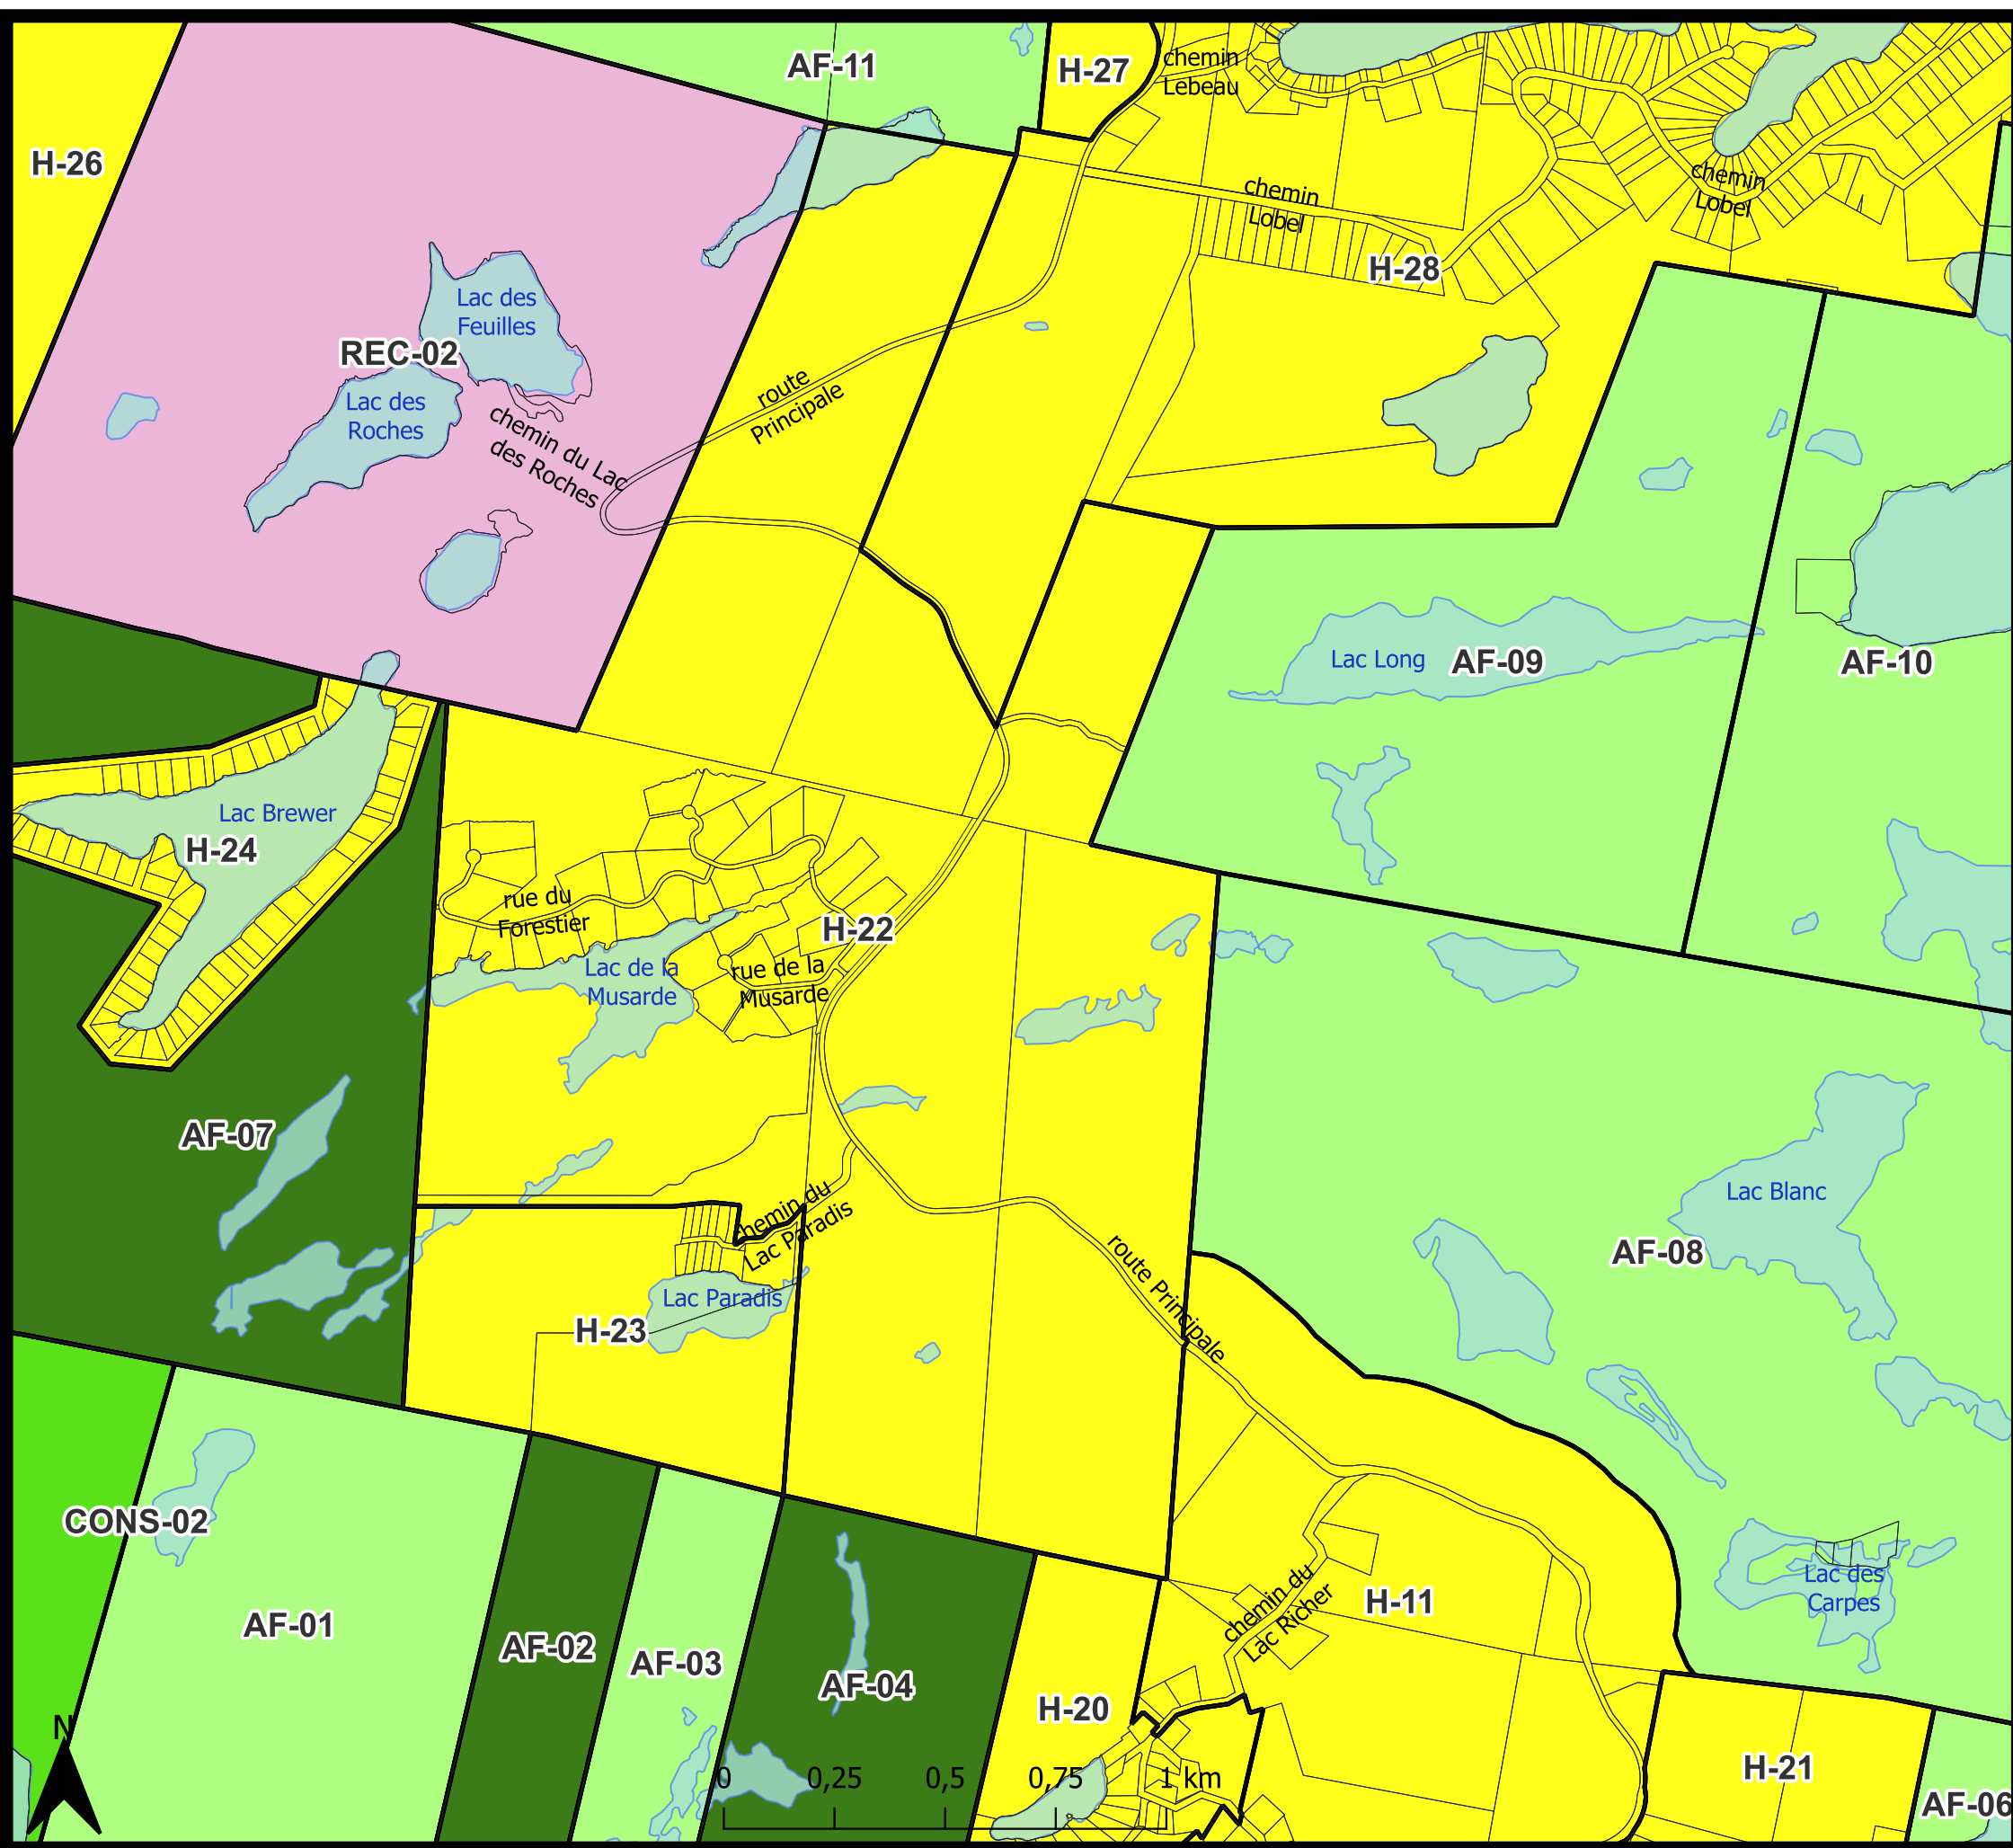 AF-11
H-27
chemin
Lebeau
H-26
chemin
Lobel
chemin
Lobel
H-28
Lac des
Feuilles
REC-02
Lac des
Roches
route
Principale
chemin du Lac
des Roches
Lac Long
AF-09
AF-10
Lac Brewer
H-24
rue du
Forestier
H-22
Lac de la
Musarde
rue de la
Musarde
AF-07
Lac Blanc
chemin du
Lac Paradis
AF-08
route Principale
Lac Paradis
H-23
CONS-02
Lac des
Carpes
H-11
chemin du
Lac Richer
AF-01
AF-02
AF-03
AF-04
H-20
N
H-21
0 0,25 0,5 0,75 1 km
AF-06